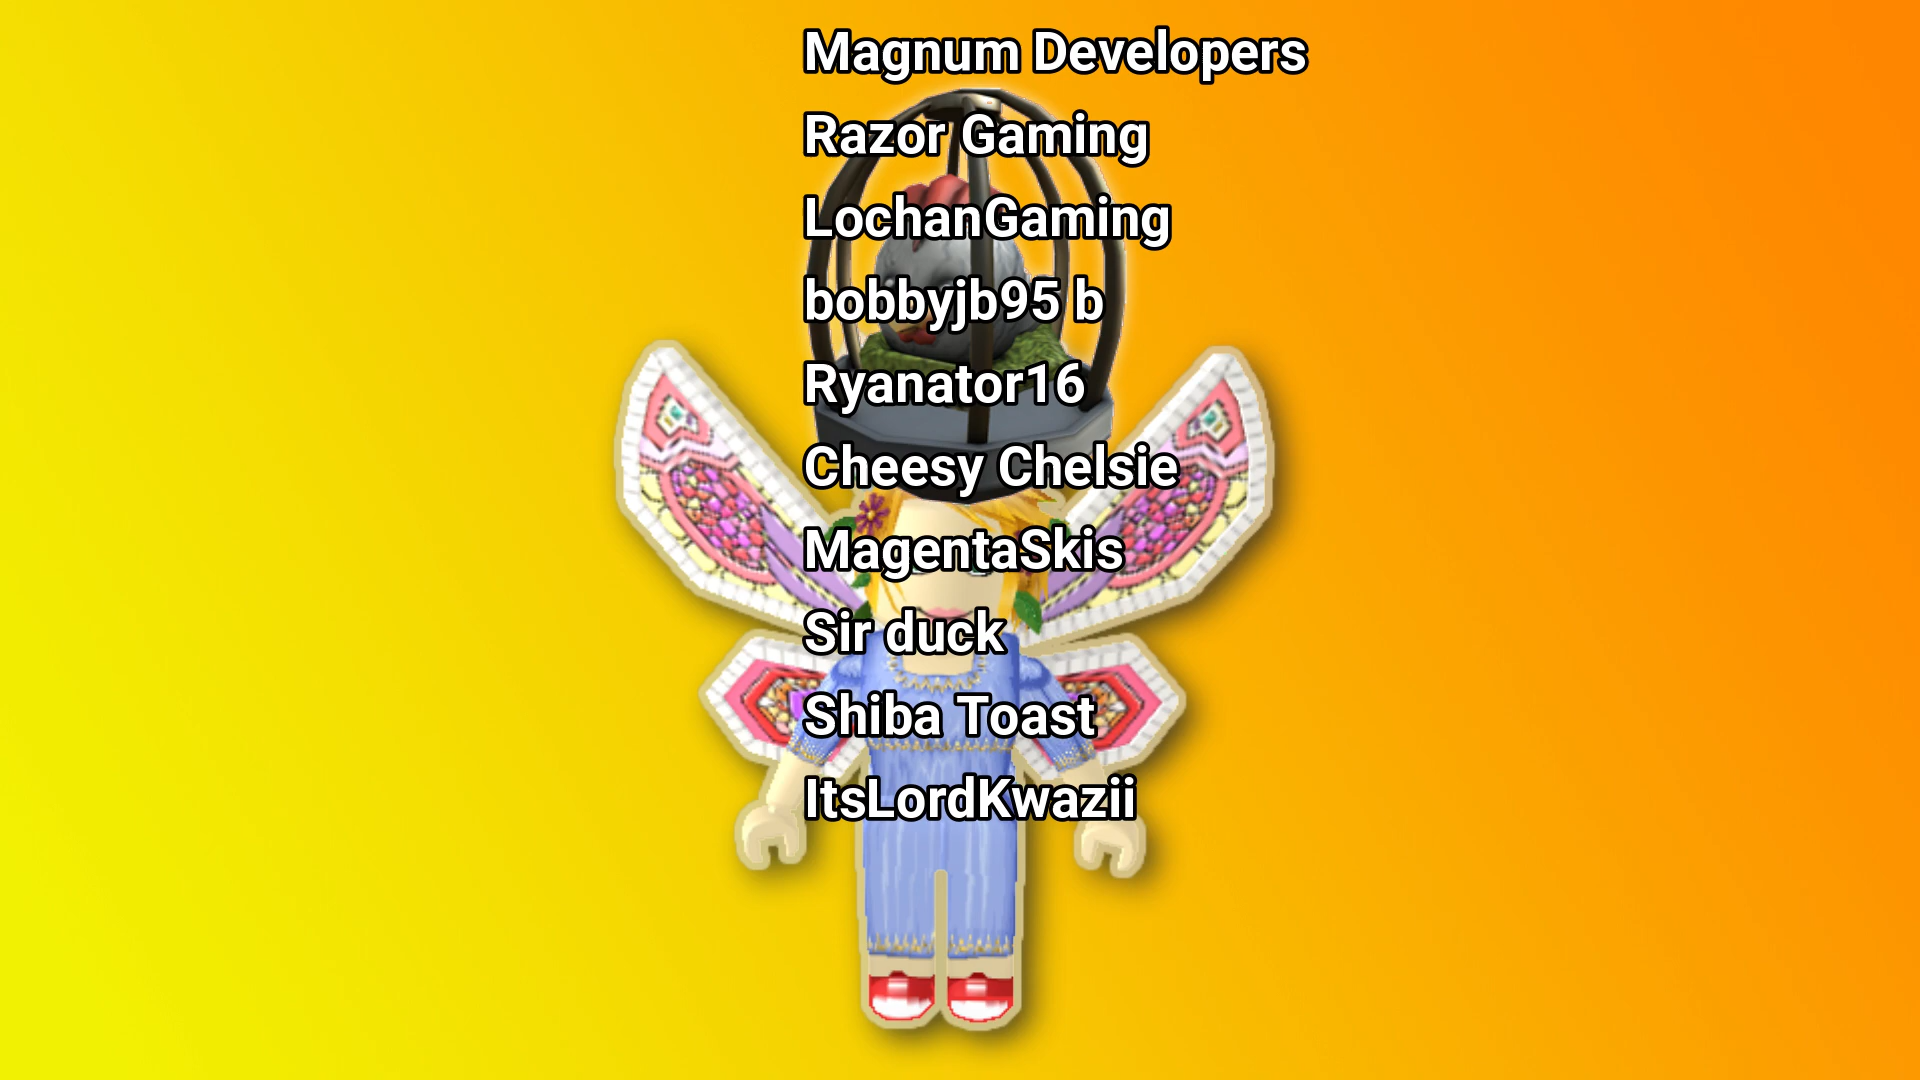 Magnum Developers
Razor Gaming
LochanGaming
bobbyjb95 b
Ryanator16
Cheesy Chelsie
MagentaSkis
Sir duck
Shiba Toast
ItsLordKwazii